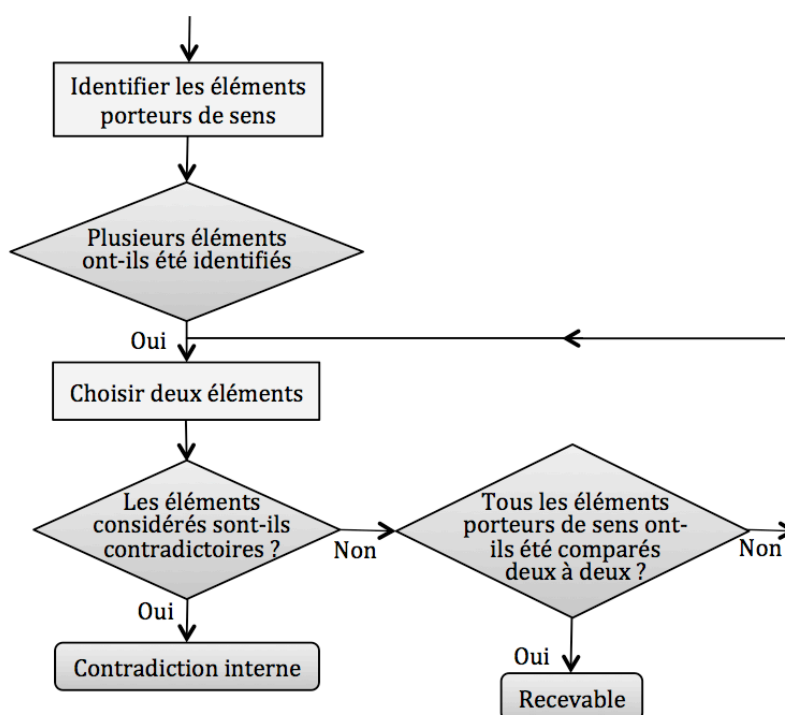 Identifier les éléments
porteurs de sens
Plusieurs éléments
ont-ils été identifiés
Oui
Choisir deux éléments
Les éléments
considérés sont-ils
contradictoires ?
Non
Tous les éléments
porteurs de sens ont-
ils été comparés
deux à deux ?
Non
Oui
Contradiction interne
Oui
Recevable